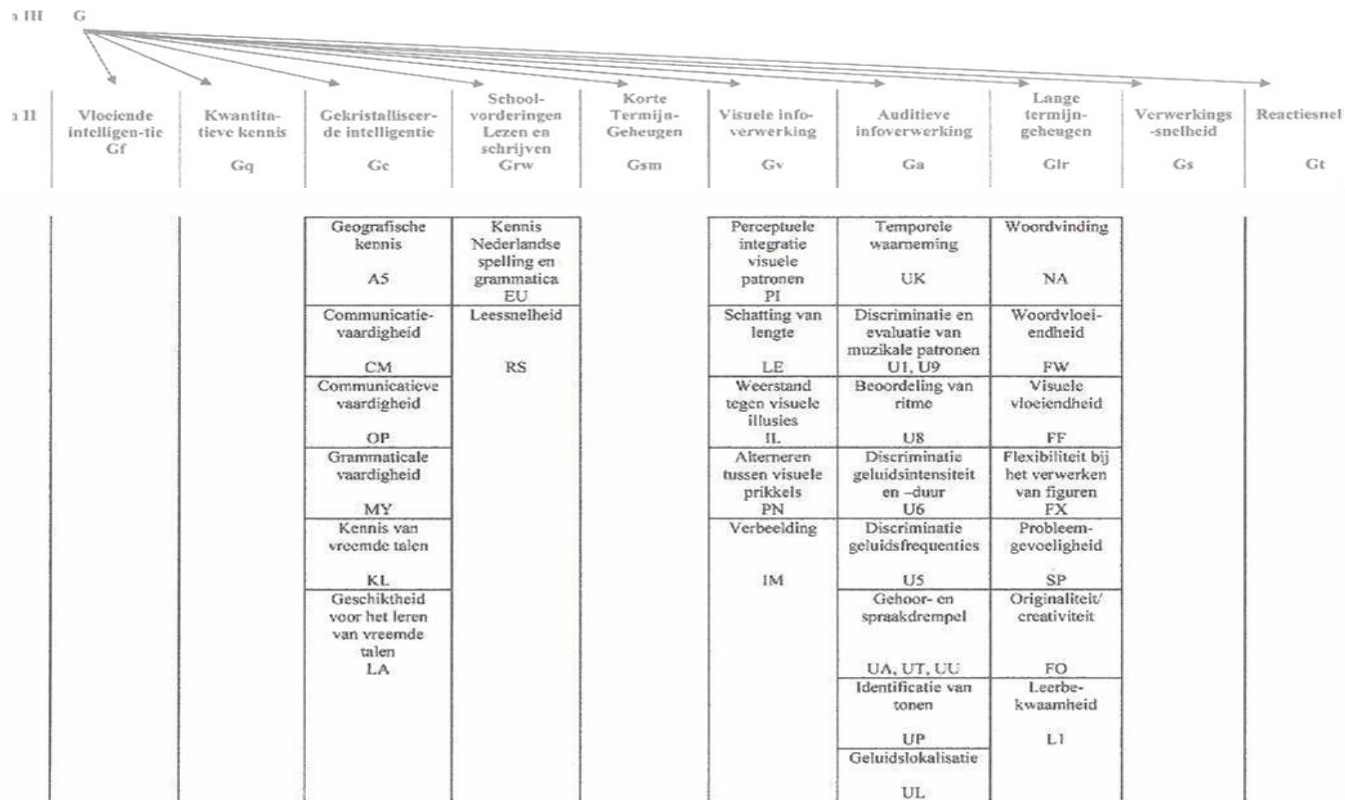 n III G
n II
Vloeiende
intelligen-tie
Gf
Kwantita-
tieve kennis
Gq
Gekristalliseer-
de intelligentie
Gc
School-
vorderingen
Lezen en
schrijven
Grw
Korte
Termijn-
Geheugen
Gsm
Visuele info-
verwerking
Gv
Auditieve
infoverwerking
Ga
Lange
termijn-
geheugen
Glr
Verwerkings
-snelheid
Gs
Reactiesnel
Gt
Geografische
kennis
A5
Communicatie-
vaardigheid
CM
Communicatieve
vaardigheid
OP
Grammaticale
vaardigheid
MY
Kennis van
vreemde talen
KL
Geschiktheid
voor het leren
van vreemde
talen
LA
Kennis
Nederlandse
spelling en
grammatica
EU
Leessnelheid
RS
Perceptuele
integratie
visuele
patronen
PI
Schatting van
lengte
LE
Weerstand
tegen visuele
illusies
IL
Alterneren
tussen visuele
prikkels
PN
Verbeelding
IM
Temporele
waarneming
UK
Discriminatie en
evaluatie van
muzikale patronen
U1, U9
Beoordeling van
ritme
U8
Discriminatie
geluidsintensiteit
en –duur
U6
Discriminatie
geluidsfrequenties
U5
Gehoor- en
spraakdrempel
UA, UT, UU
Identificatie van
tonen
UP
Geluidslokalisatie
UL
Woordvinding
NA
Woordvloei-
endheid
FW
Visuele
vloeiendheid
FF
Flexibiliteit bij
het verwerken
van figuren
FX
Probleem-
gevoeligheid
SP
Originaliteit/
creativiteit
FO
Leerbe-
kwaamheid
L1